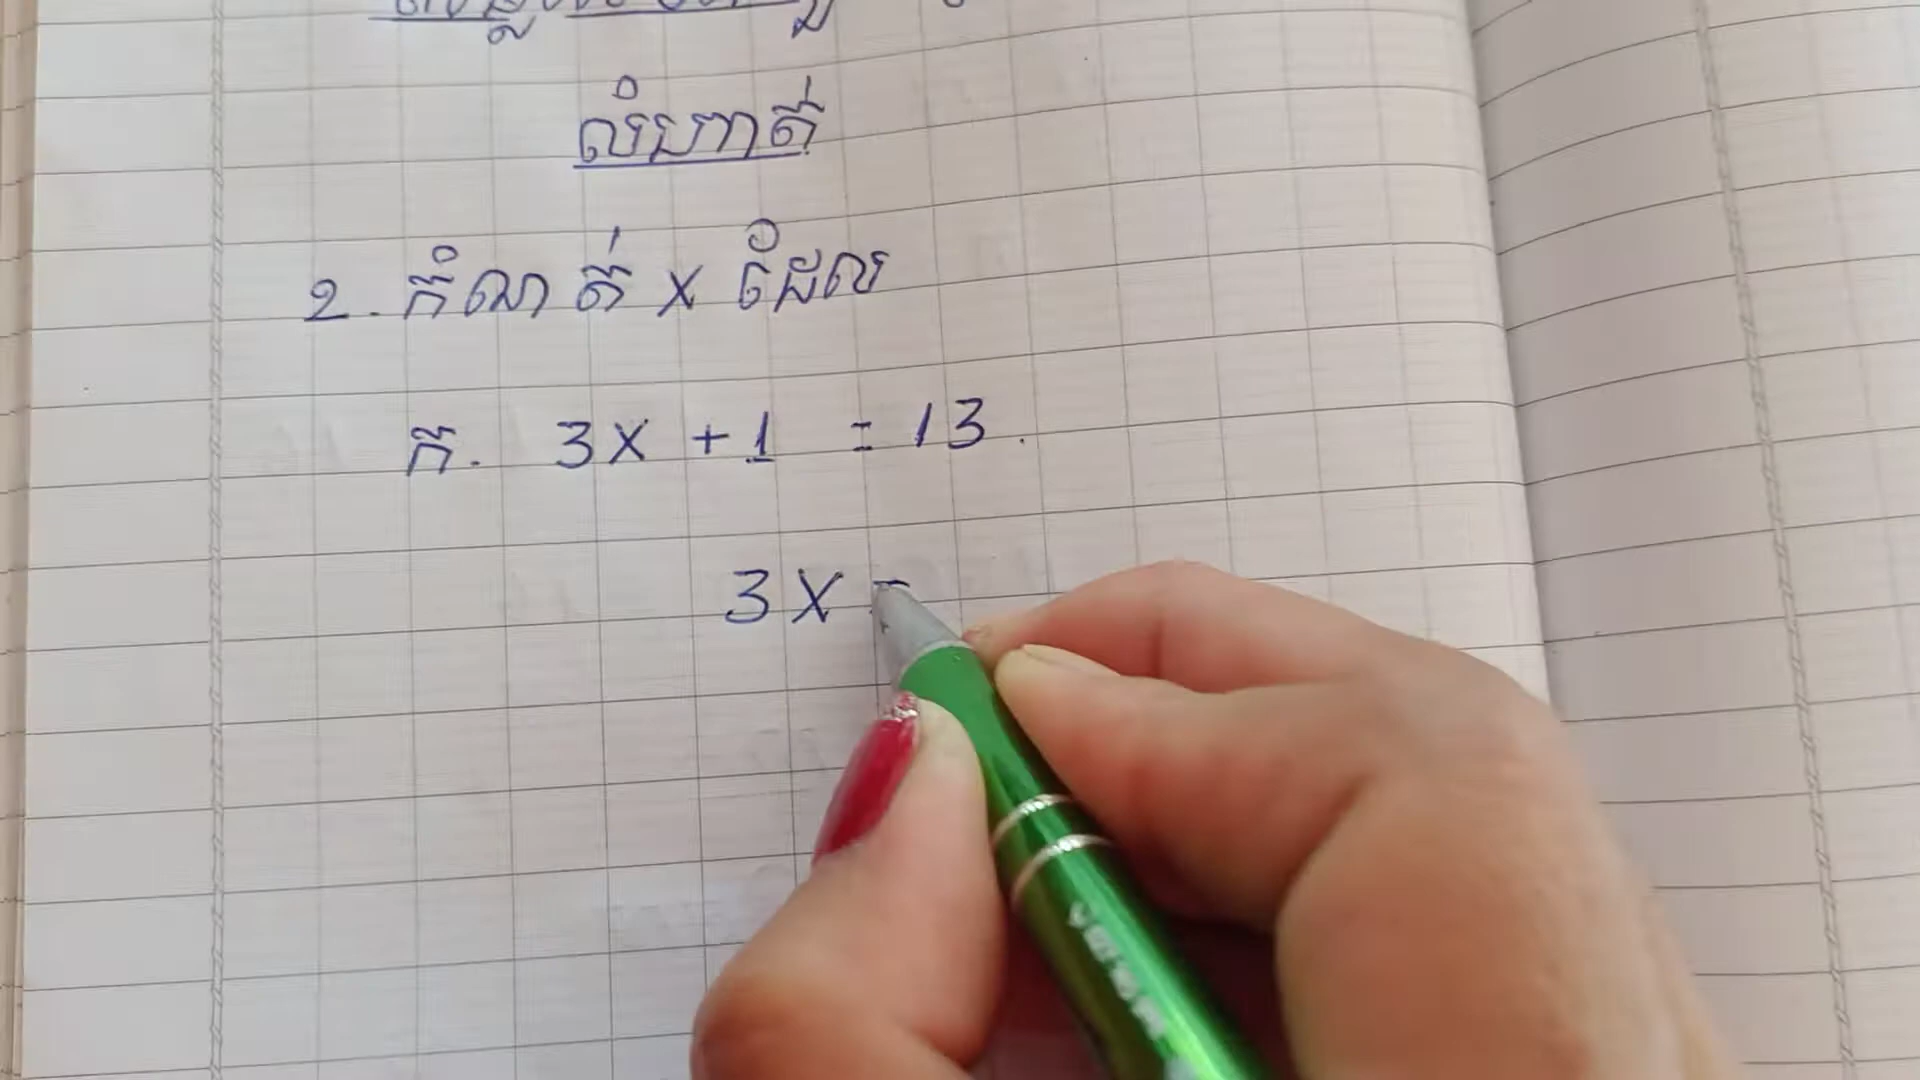 លំហាត់
2. កំណត់ x ដែល
ក. 3x + 1 = 13.
3x =